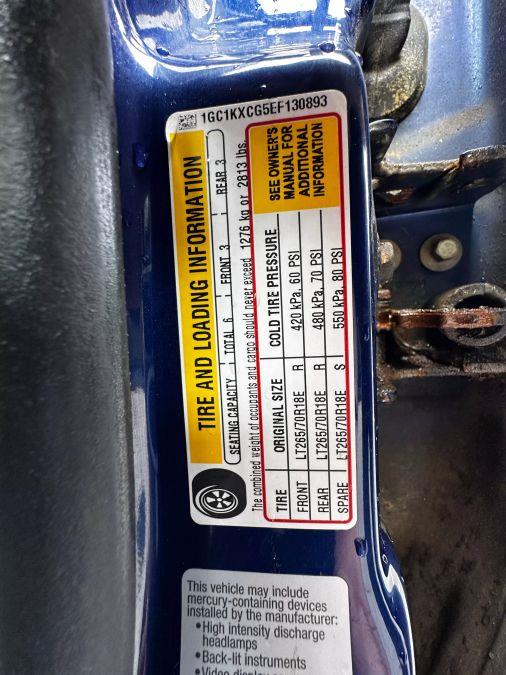 1GC1KXCG5EF130893
TIRE AND LOADING INFORMATION
SEATING CAPACITY TOTAL 6 FRONT 3 REAR 3
The combined weight of occupants and cargo should never exceed 1276 kg or 2813 lbs.
TIRE ORIGINAL SIZE COLD TIRE PRESSURE
FRONT LT265/70R18E R 420 kPa, 60 PSI
REAR LT265/70R18E R 480 kPa, 70 PSI
SPARE LT265/70R18E S 550 kPa, 80 PSI
SEE OWNER'S
MANUAL FOR
ADDITIONAL
INFORMATION
This vehicle may include
mercury-containing devices
installed by the manufacturer:
•High intensity discharge
headlamps
•Back-lit instruments
•Video display